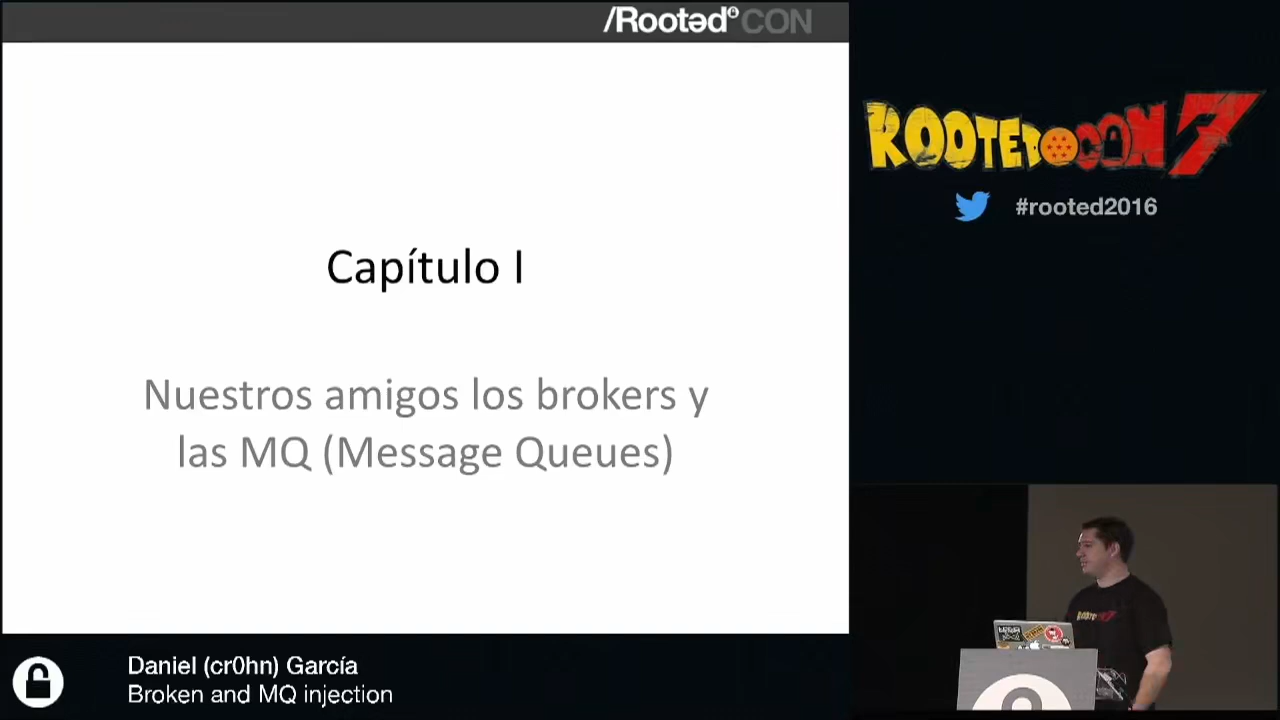 /Rootəd CON
ROOTED CON 7
#rooted2016
Capítulo I
Nuestros amigos los brokers y
las MQ (Message Queues)
Daniel (cr0hn) García
Broken and MQ injection